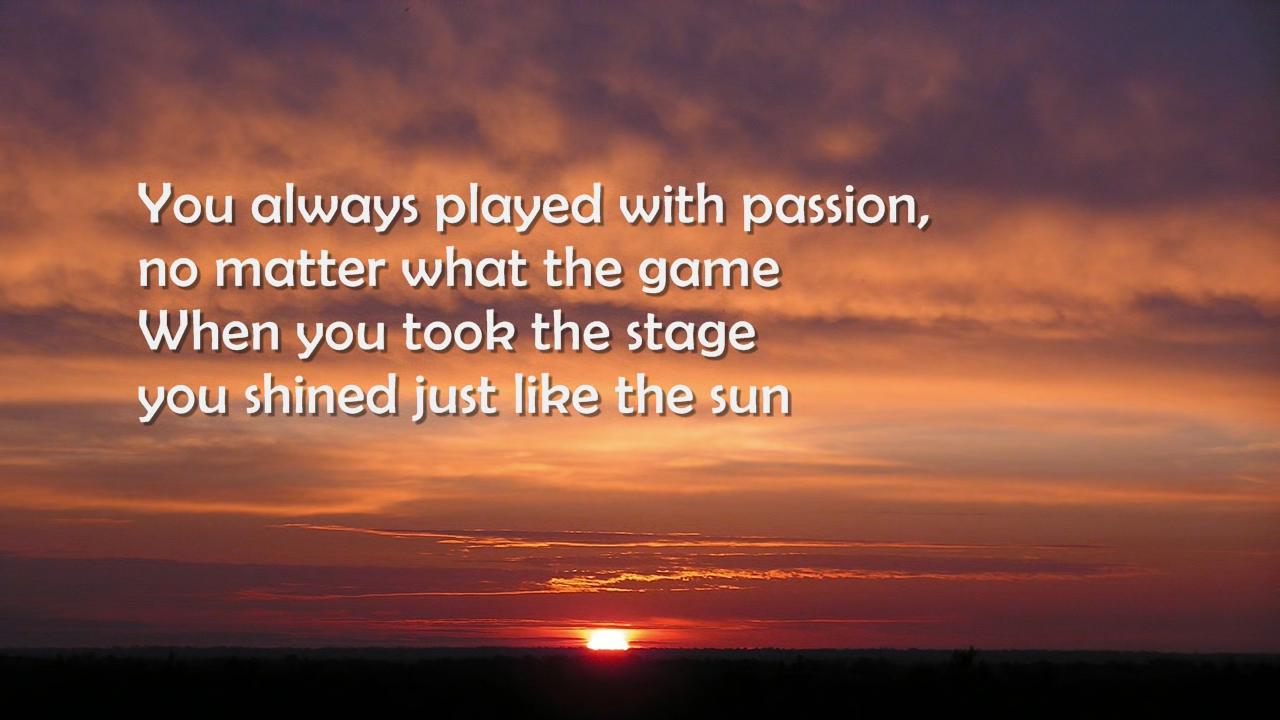 You always played with passion,
no matter what the game
When you took the stage
you shined just like the sun